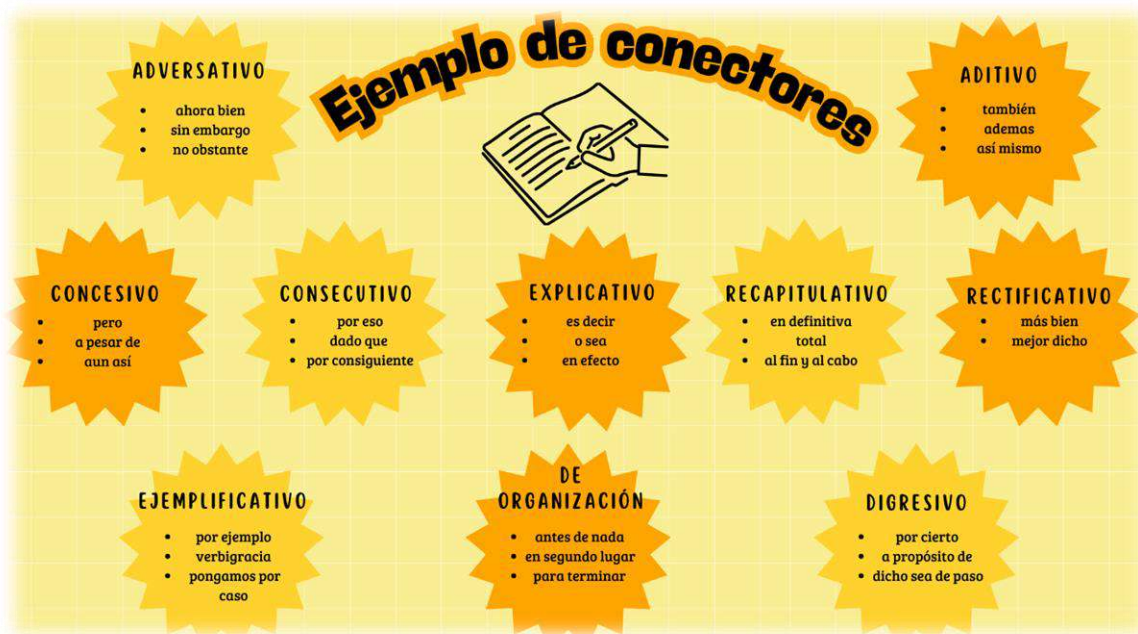 Ejemplo de conectores
ADVERSATIVO
• ahora bien
• sin embargo
• no obstante
ADITIVO
• también
• ademas
• así mismo
CONCESIVO
• pero
• a pesar de
• aun así
CONSECUTIVO
• por eso
• dado que
• por consiguiente
EXPLICATIVO
• es decir
• o sea
• en efecto
RECAPITULATIVO
• en definitiva
• total
• al fin y al cabo
RECTIFICATIVO
• más bien
• mejor dicho
EJEMPLIFICATIVO
• por ejemplo
• verbigracia
• pongamos por
caso
DE
ORGANIZACIÓN
• antes de nada
• en segundo lugar
• para terminar
DIGRESIVO
• por cierto
• a propósito de
• dicho sea de paso